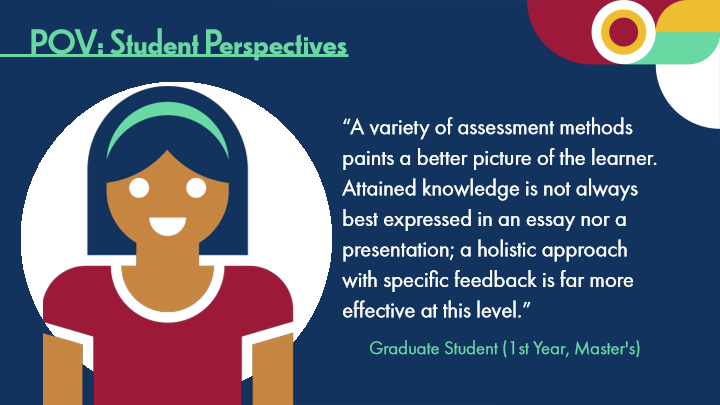 POV: Student Perspectives
“A variety of assessment methods
paints a better picture of the learner.
Attained knowledge is not always
best expressed in an essay nor a
presentation; a holistic approach
with specific feedback is far more
effective at this level.”
Graduate Student (1st Year, Master's)